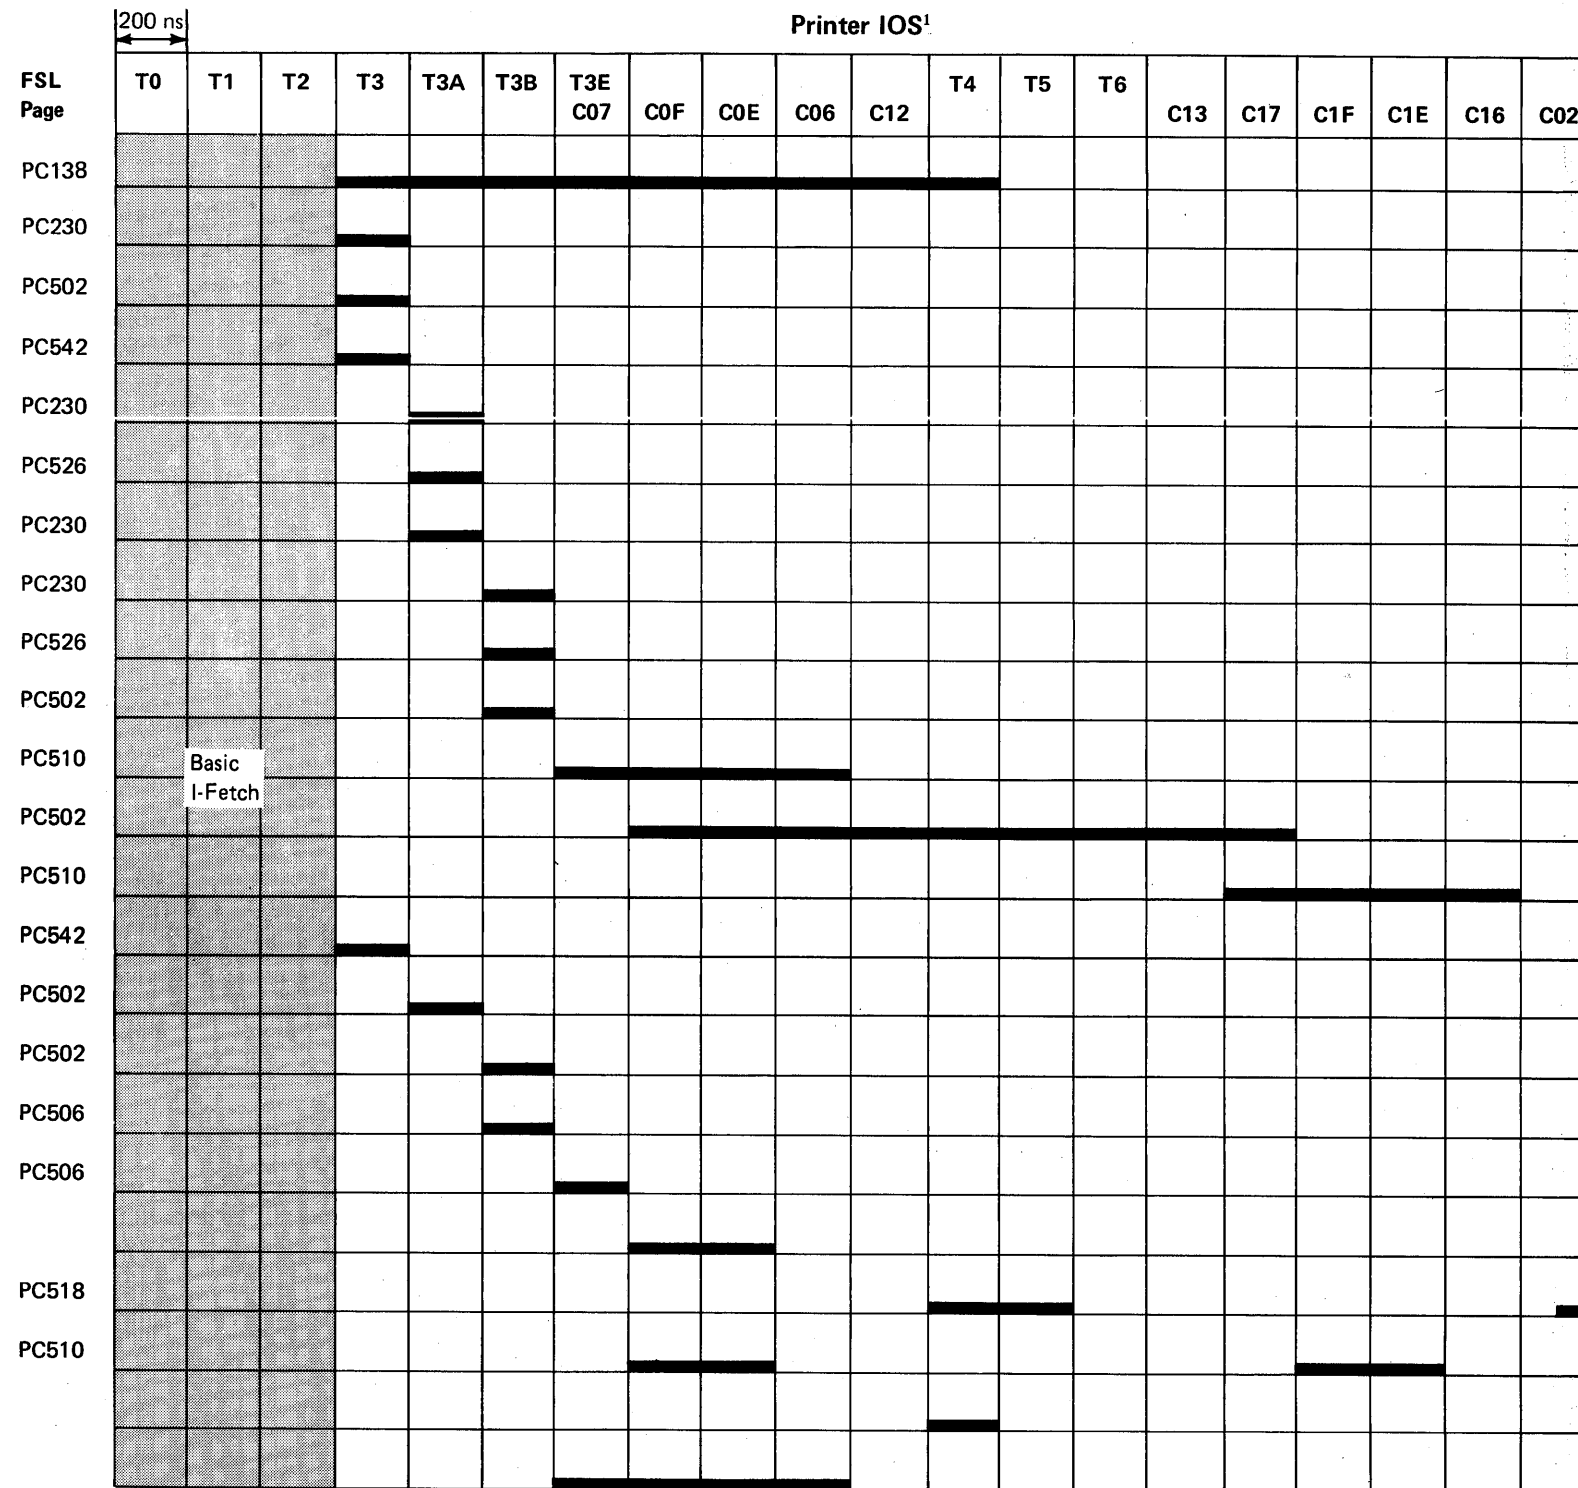 200 ns
Printer IOS¹
FSL Page T0 T1 T2 T3 T3A T3B T3E C07 C0F C0E C06 C12 T4 T5 T6 C13 C17 C1F C1E C16 C02
PC138
PC230
PC502
PC542
PC230
PC526
PC230
PC230
PC526
PC502
PC510
Basic
I-Fetch
PC502
PC510
PC542
PC502
PC502
PC506
PC506
PC518
PC510